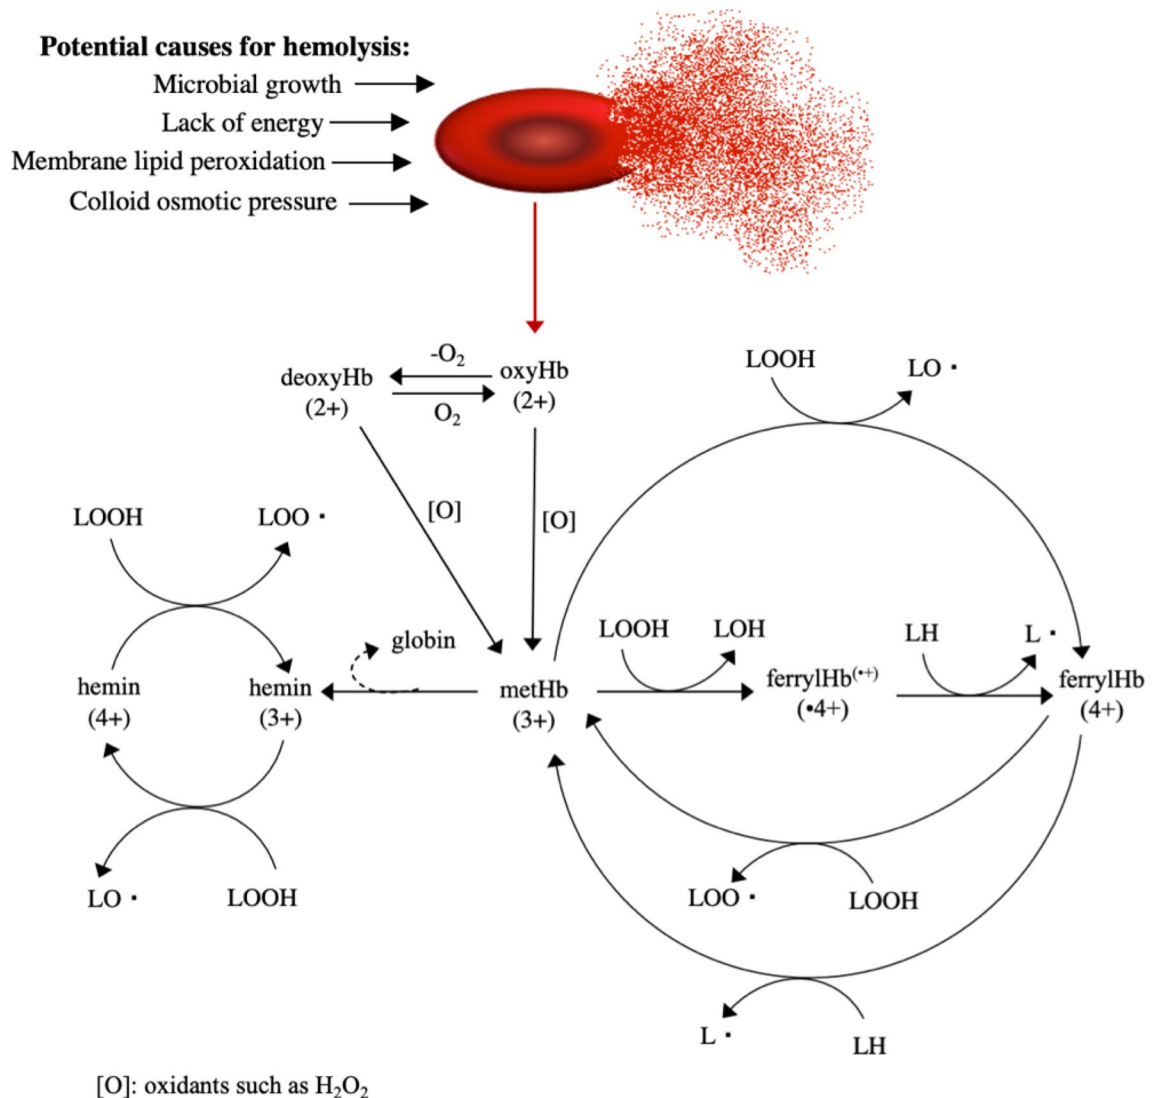 Potential causes for hemolysis:
Microbial growth
Lack of energy
Membrane lipid peroxidation
Colloid osmotic pressure
-O₂
deoxyHb
(2+)
oxyHb
(2+)
O₂
[O]
[O]
LOOH
LO ·
LOOH
LOO ·
globin
hemin
(4+)
hemin
(3+)
metHb
(3+)
LOOH
LOH
ferrylHb⁽·⁺⁾
(•4+)
LH
L ·
ferrylHb
(4+)
LO ·
LOOH
LOO ·
LOOH
L ·
LH
[O]: oxidants such as H₂O₂